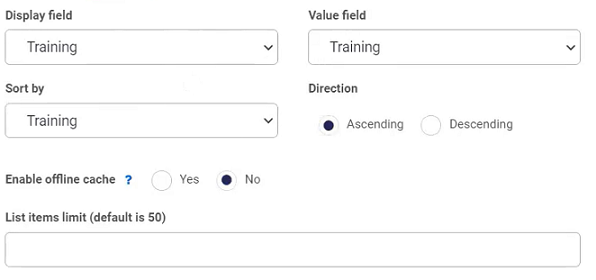 Display field Value field
Training Training
Sort by Direction
Training Ascending Descending
Enable offline cache ? Yes No
List items limit (default is 50)